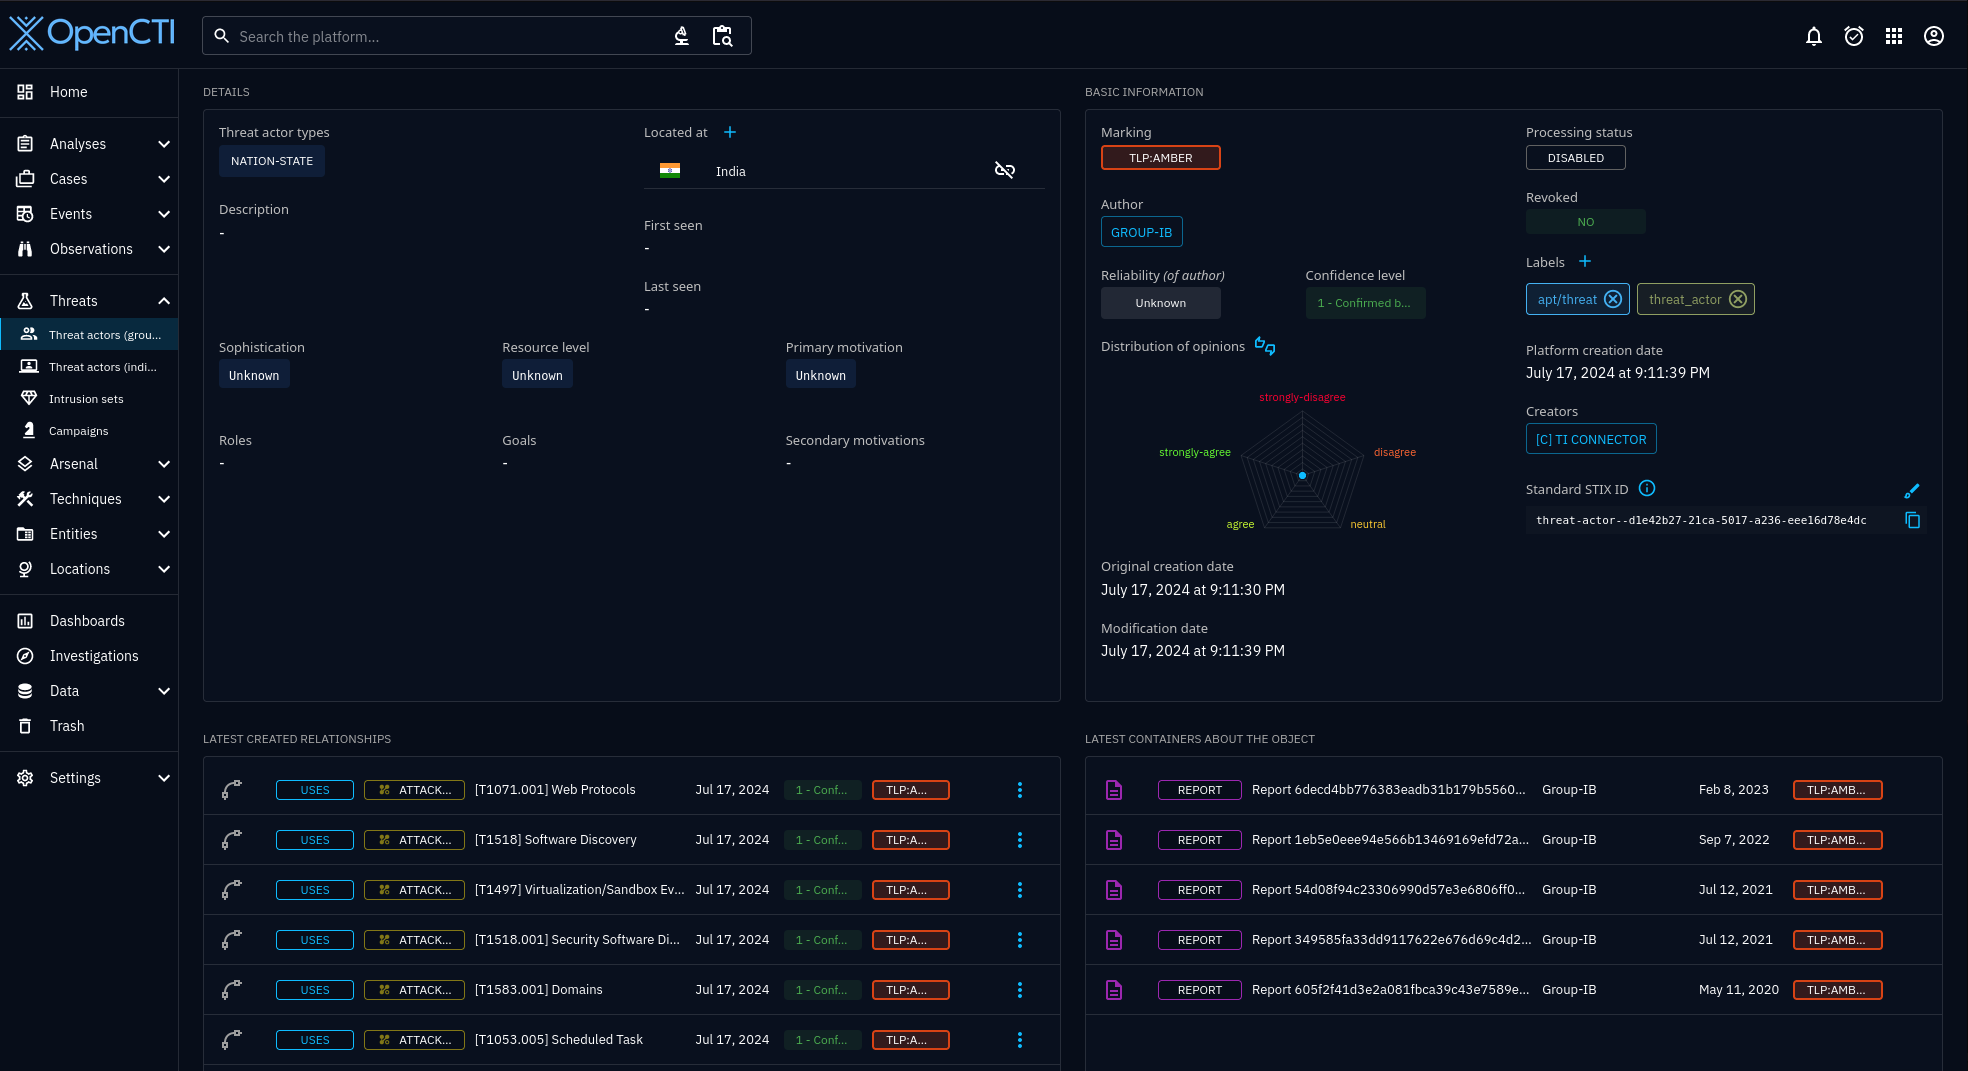 OpenCTI
Search the platform...
Home
Analyses
Cases
Events
Observations
Threats
Threat actors (grou...
Threat actors (indi...
Intrusion sets
Campaigns
Arsenal
Techniques
Entities
Locations
Dashboards
Investigations
Data
Trash
Settings
DETAILS
Threat actor types
NATION-STATE
Located at
India
Description
-
First seen
-
Last seen
-
Sophistication
Unknown
Resource level
Unknown
Primary motivation
Unknown
Roles
-
Goals
-
Secondary motivations
-
BASIC INFORMATION
Marking
TLP:AMBER
Processing status
DISABLED
Author
GROUP-IB
Revoked
NO
Reliability (of author)
Unknown
Confidence level
1 - Confirmed b...
Labels
apt/threat
threat_actor
Distribution of opinions
strongly-disagree
strongly-agree
disagree
agree
neutral
Platform creation date
July 17, 2024 at 9:11:39 PM
Creators
[C] TI CONNECTOR
Standard STIX ID
threat-actor--d1e42b27-21ca-5017-a236-eee16d78e4dc
Original creation date
July 17, 2024 at 9:11:30 PM
Modification date
July 17, 2024 at 9:11:39 PM
LATEST CREATED RELATIONSHIPS
USES ATTACK... [T1071.001] Web Protocols Jul 17, 2024 1 - Conf... TLP:A...
USES ATTACK... [T1518] Software Discovery Jul 17, 2024 1 - Conf... TLP:A...
USES ATTACK... [T1497] Virtualization/Sandbox Ev... Jul 17, 2024 1 - Conf... TLP:A...
USES ATTACK... [T1518.001] Security Software Di... Jul 17, 2024 1 - Conf... TLP:A...
USES ATTACK... [T1583.001] Domains Jul 17, 2024 1 - Conf... TLP:A...
USES ATTACK... [T1053.005] Scheduled Task Jul 17, 2024 1 - Conf... TLP:A...
LATEST CONTAINERS ABOUT THE OBJECT
REPORT Report 6decd4bb776383eadb31b179b5560... Group-IB Feb 8, 2023 TLP:AMB...
REPORT Report 1eb5e0eee94e566b13469169efd72a... Group-IB Sep 7, 2022 TLP:AMB...
REPORT Report 54d08f94c23306990d57e3e6806ff0... Group-IB Jul 12, 2021 TLP:AMB...
REPORT Report 349585fa33dd9117622e676d69c4d2... Group-IB Jul 12, 2021 TLP:AMB...
REPORT Report 605f2f41d3e2a081fbca39c43e7589e... Group-IB May 11, 2020 TLP:AMB...